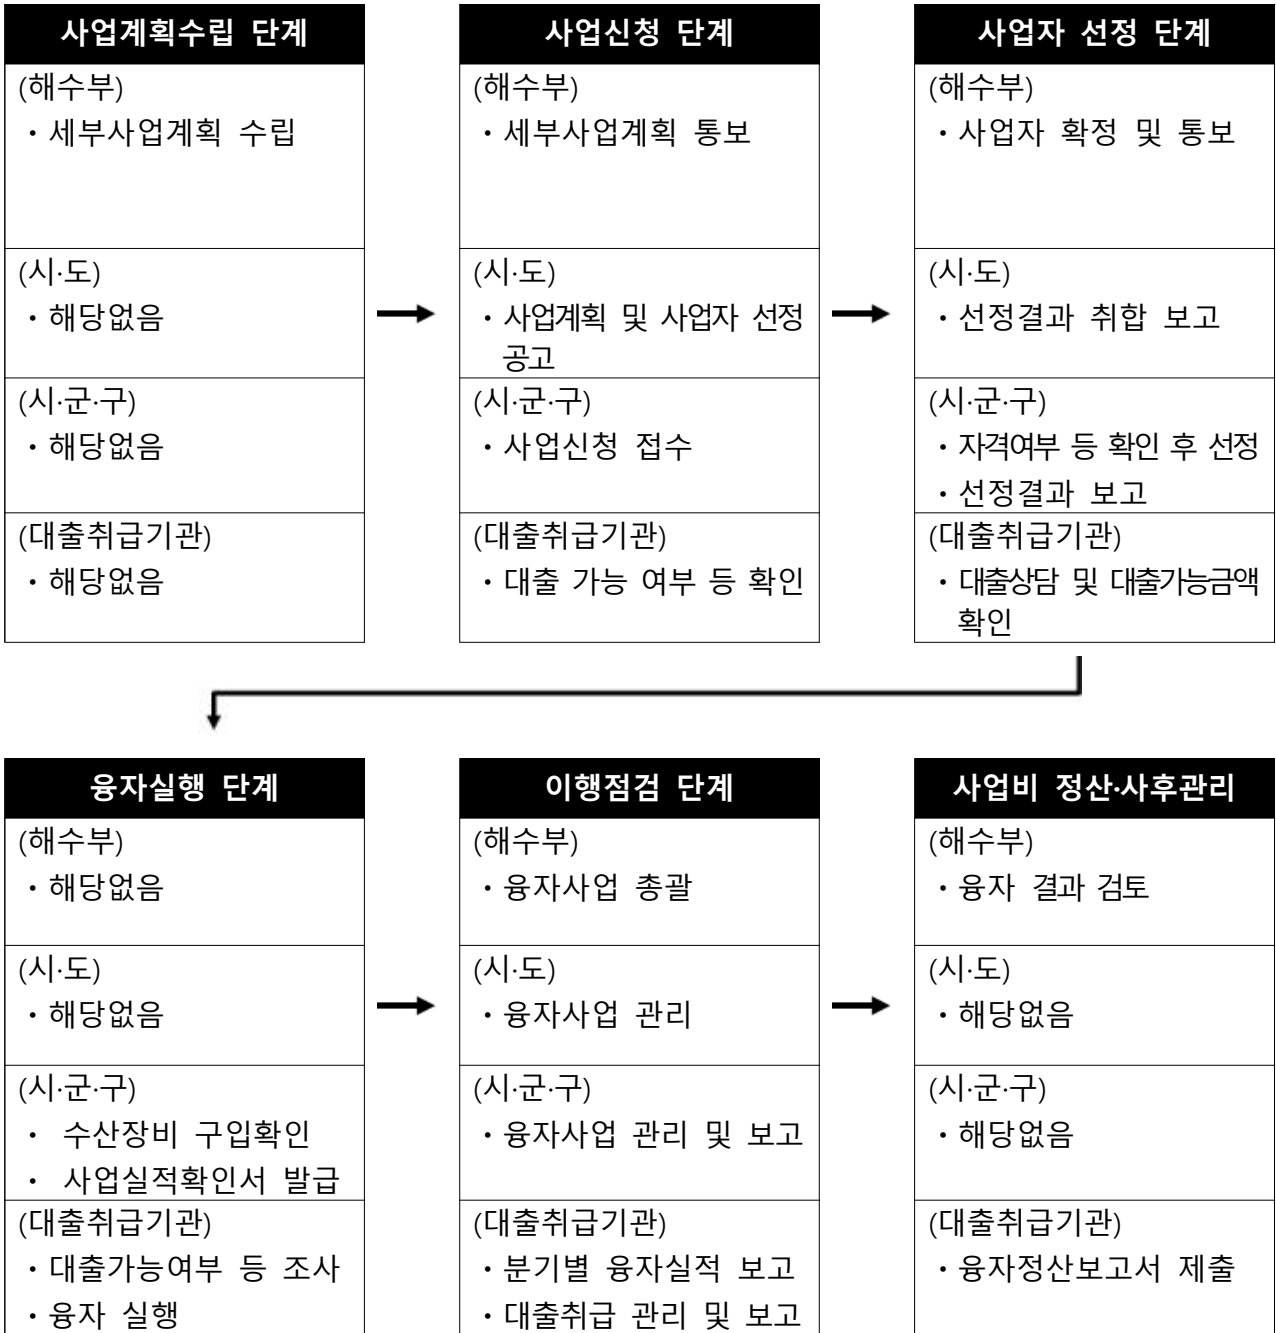 사업계획수립 단계
(해수부)
· 세부사업계획 수립
(시·도)
· 해당없음
(시·군·구)
· 해당없음
(대출취급기관)
· 해당없음
사업신청 단계
(해수부)
· 세부사업계획 통보
(시·도)
· 사업계획 및 사업자 선정
공고
(시·군·구)
· 사업신청 접수
(대출취급기관)
· 대출 가능 여부 등 확인
사업자 선정 단계
(해수부)
· 사업자 확정 및 통보
(시·도)
· 선정결과 취합 보고
(시·군·구)
· 자격여부 등 확인 후 선정
· 선정결과 보고
(대출취급기관)
· 대출상담 및 대출가능금액
확인
융자실행 단계
(해수부)
· 해당없음
(시·도)
· 해당없음
(시·군·구)
· 수산장비 구입확인
· 사업실적확인서 발급
(대출취급기관)
· 대출가능여부 등 조사
· 융자 실행
이행점검 단계
(해수부)
· 융자사업 총괄
(시·도)
· 융자사업 관리
(시·군·구)
· 융자사업 관리 및 보고
(대출취급기관)
· 분기별 융자실적 보고
· 대출취급 관리 및 보고
사업비 정산·사후관리
(해수부)
· 융자 결과 검토
(시·도)
· 해당없음
(시·군·구)
· 해당없음
(대출취급기관)
· 융자정산보고서 제출